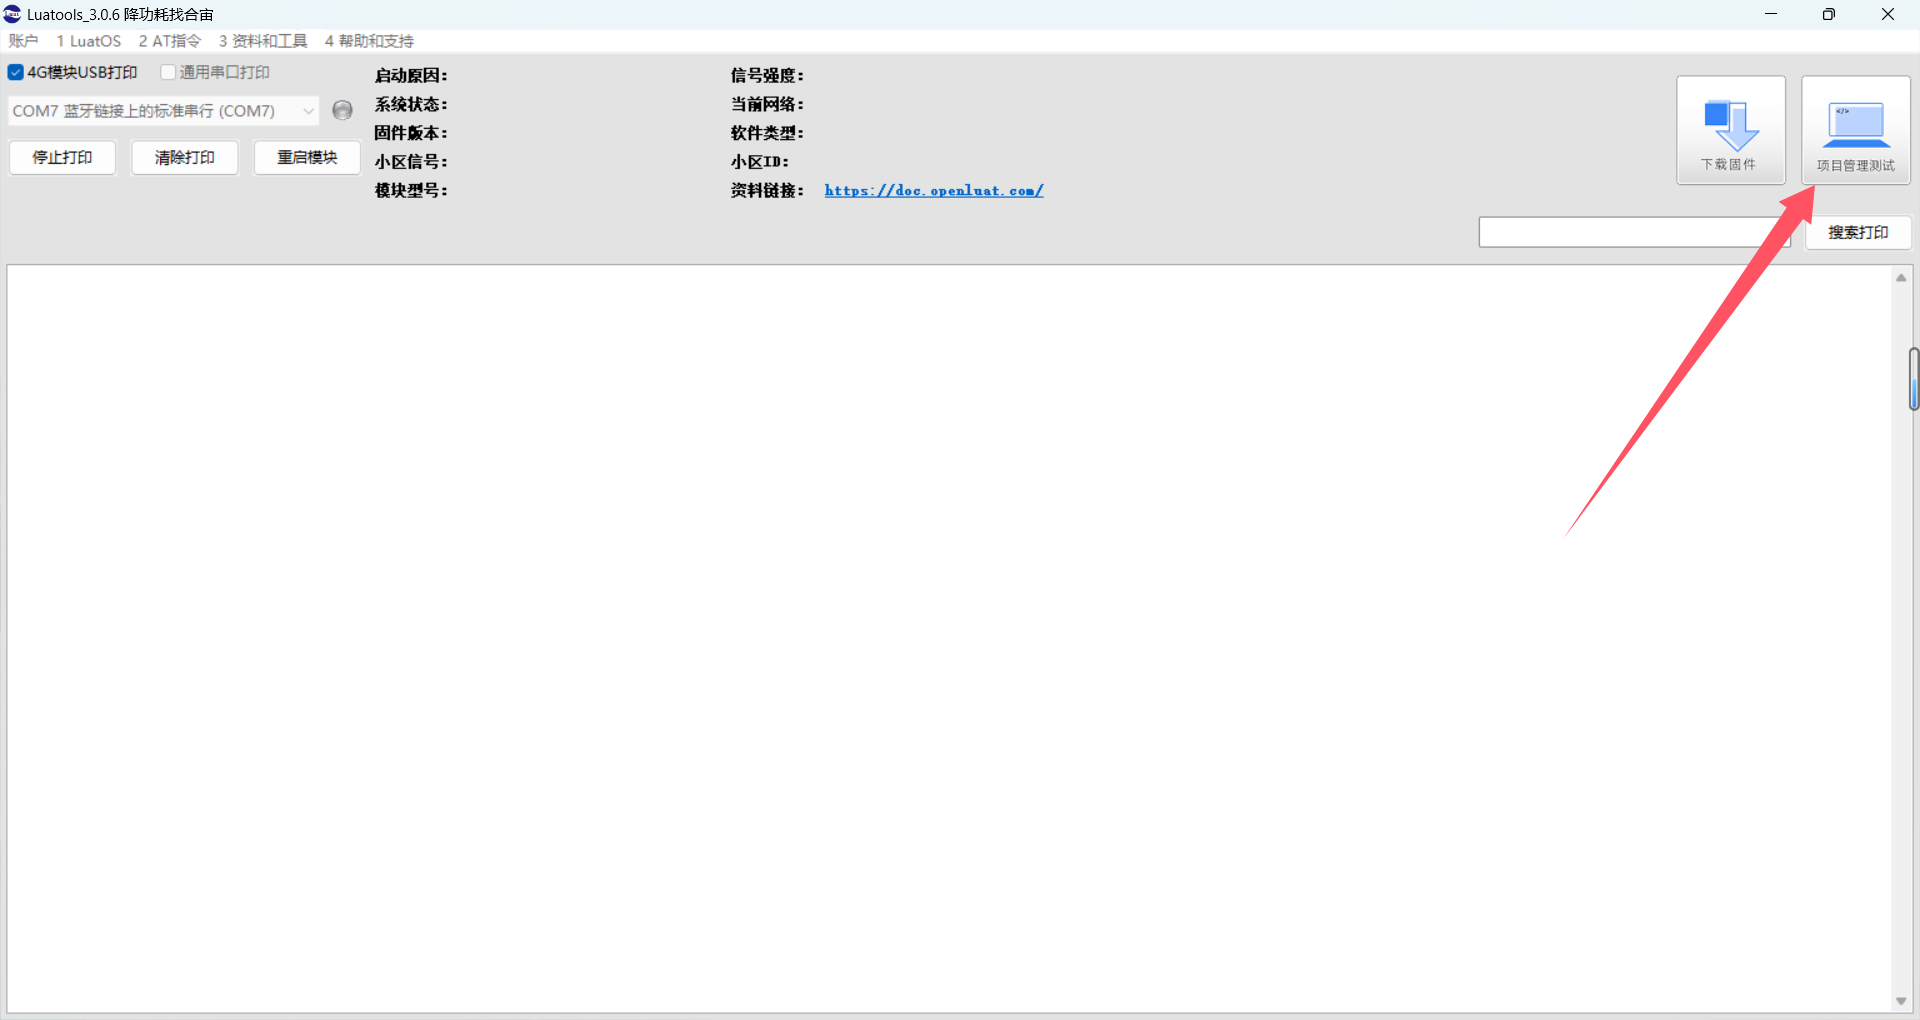 Luatools_3.0.6 降功耗找合宙
账户 1 LuatOS 2 AT指令 3 资料和工具 4 帮助和支持
4G模块USB打印 通用串口打印
COM7 蓝牙链接上的标准串行 (COM7)
停止打印 清除打印 重启模块
启动原因:
系统状态:
固件版本:
小区信号:
模块型号:
信号强度:
当前网络:
软件类型:
小区ID:
资料链接: https://doc.openluat.com/
下载固件
</>
项目管理测试
搜索打印